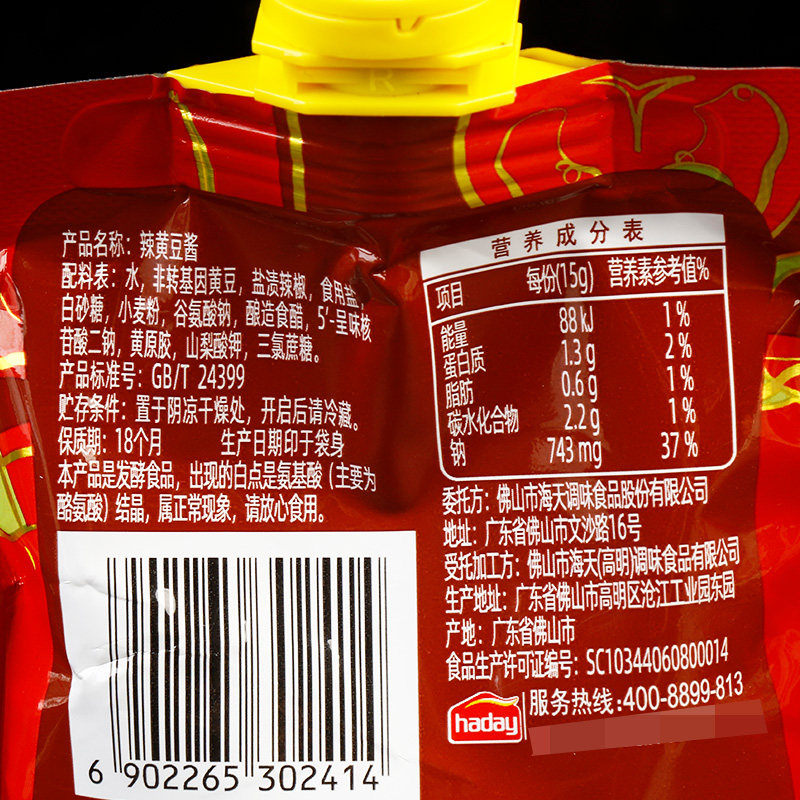 产品名称：辣黄豆酱
配料表：水，非转基因黄豆，盐渍辣椒，食用盐，
白砂糖，小麦粉，谷氨酸钠，酿造食醋，5'-呈味核
苷酸二钠，黄原胶，山梨酸钾，三氯蔗糖。
产品标准号：GB/T 24399
贮存条件：置于阴凉干燥处，开启后请冷藏。
保质期：18个月 生产日期印于袋身
本产品是发酵食品，出现的白点是氨基酸（主要为
酪氨酸）结晶，属正常现象，请放心食用。
6 902265 302414
营养成分表
项目 每份(15g) 营养素参考值%
能量 88kJ 1%
蛋白质 1.3g 2%
脂肪 0.6g 1%
碳水化合物 2.2g 1%
钠 743mg 37%
委托方：佛山市海天调味食品股份有限公司
地址：广东省佛山市文沙路16号
受托加工方：佛山市海天(高明)调味食品有限公司
生产地址：广东省佛山市高明区沧江工业园东园
产地：广东省佛山市
食品生产许可证编号：SC10344060800014
haday 服务热线：400-8899-813